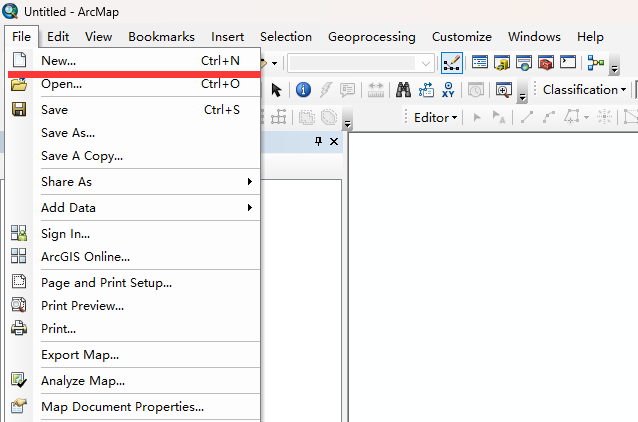 Untitled - ArcMap
File Edit View Bookmarks Insert Selection Geoprocessing Customize Windows Help
New... Ctrl+N
Open... Ctrl+O
Save Ctrl+S
Save As...
Save A Copy...
Share As
Add Data
Sign In...
ArcGIS Online...
Page and Print Setup...
Print Preview...
Print...
Export Map...
Analyze Map...
Map Document Properties...
XY
Classification
Editor